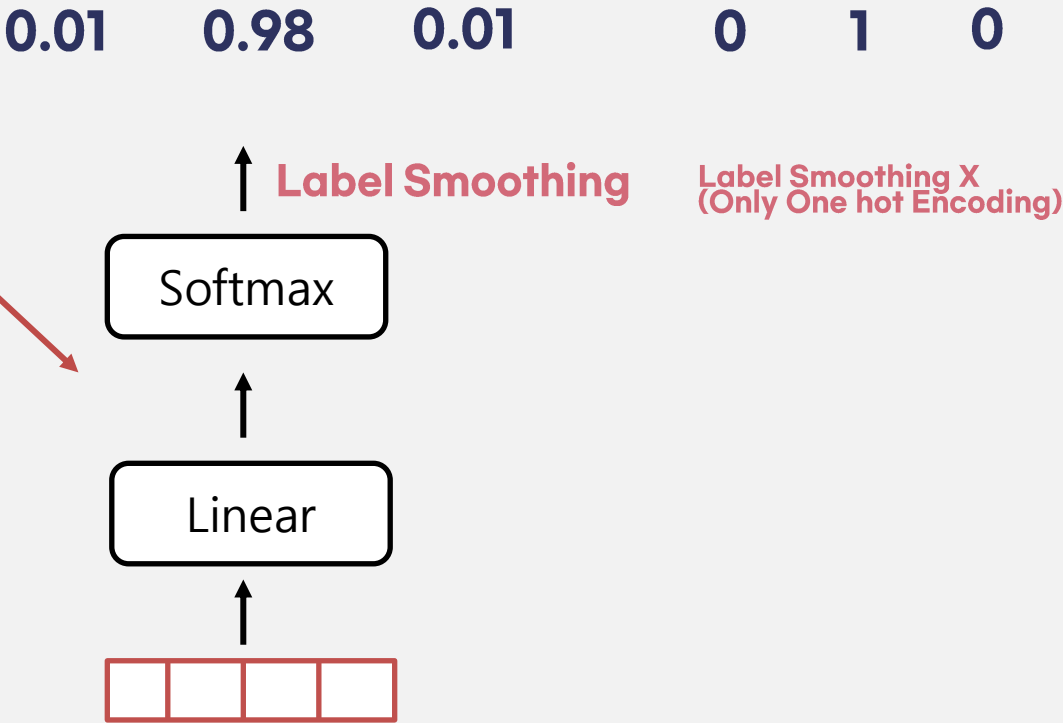 0.01 0.98 0.01 0 1 0
Label Smoothing
Label Smoothing X
(Only One hot Encoding)
Softmax
Linear